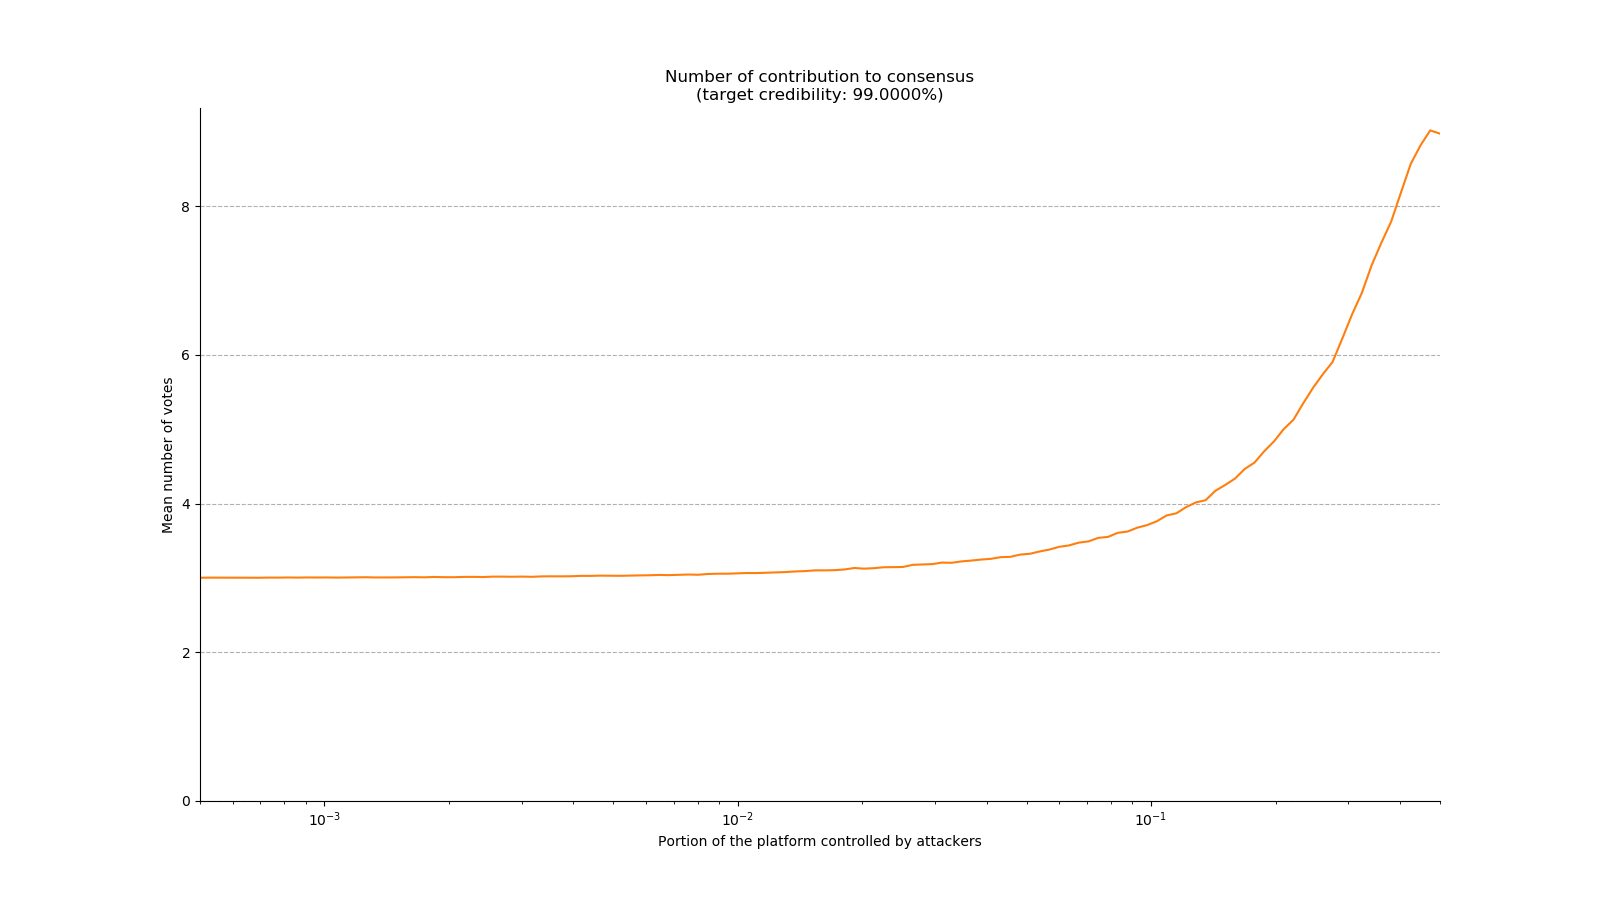 Number of contribution to consensus
(target credibility: 99.0000%)
Mean number of votes
8
6
4
2
0
10⁻³
10⁻²
10⁻¹
Portion of the platform controlled by attackers